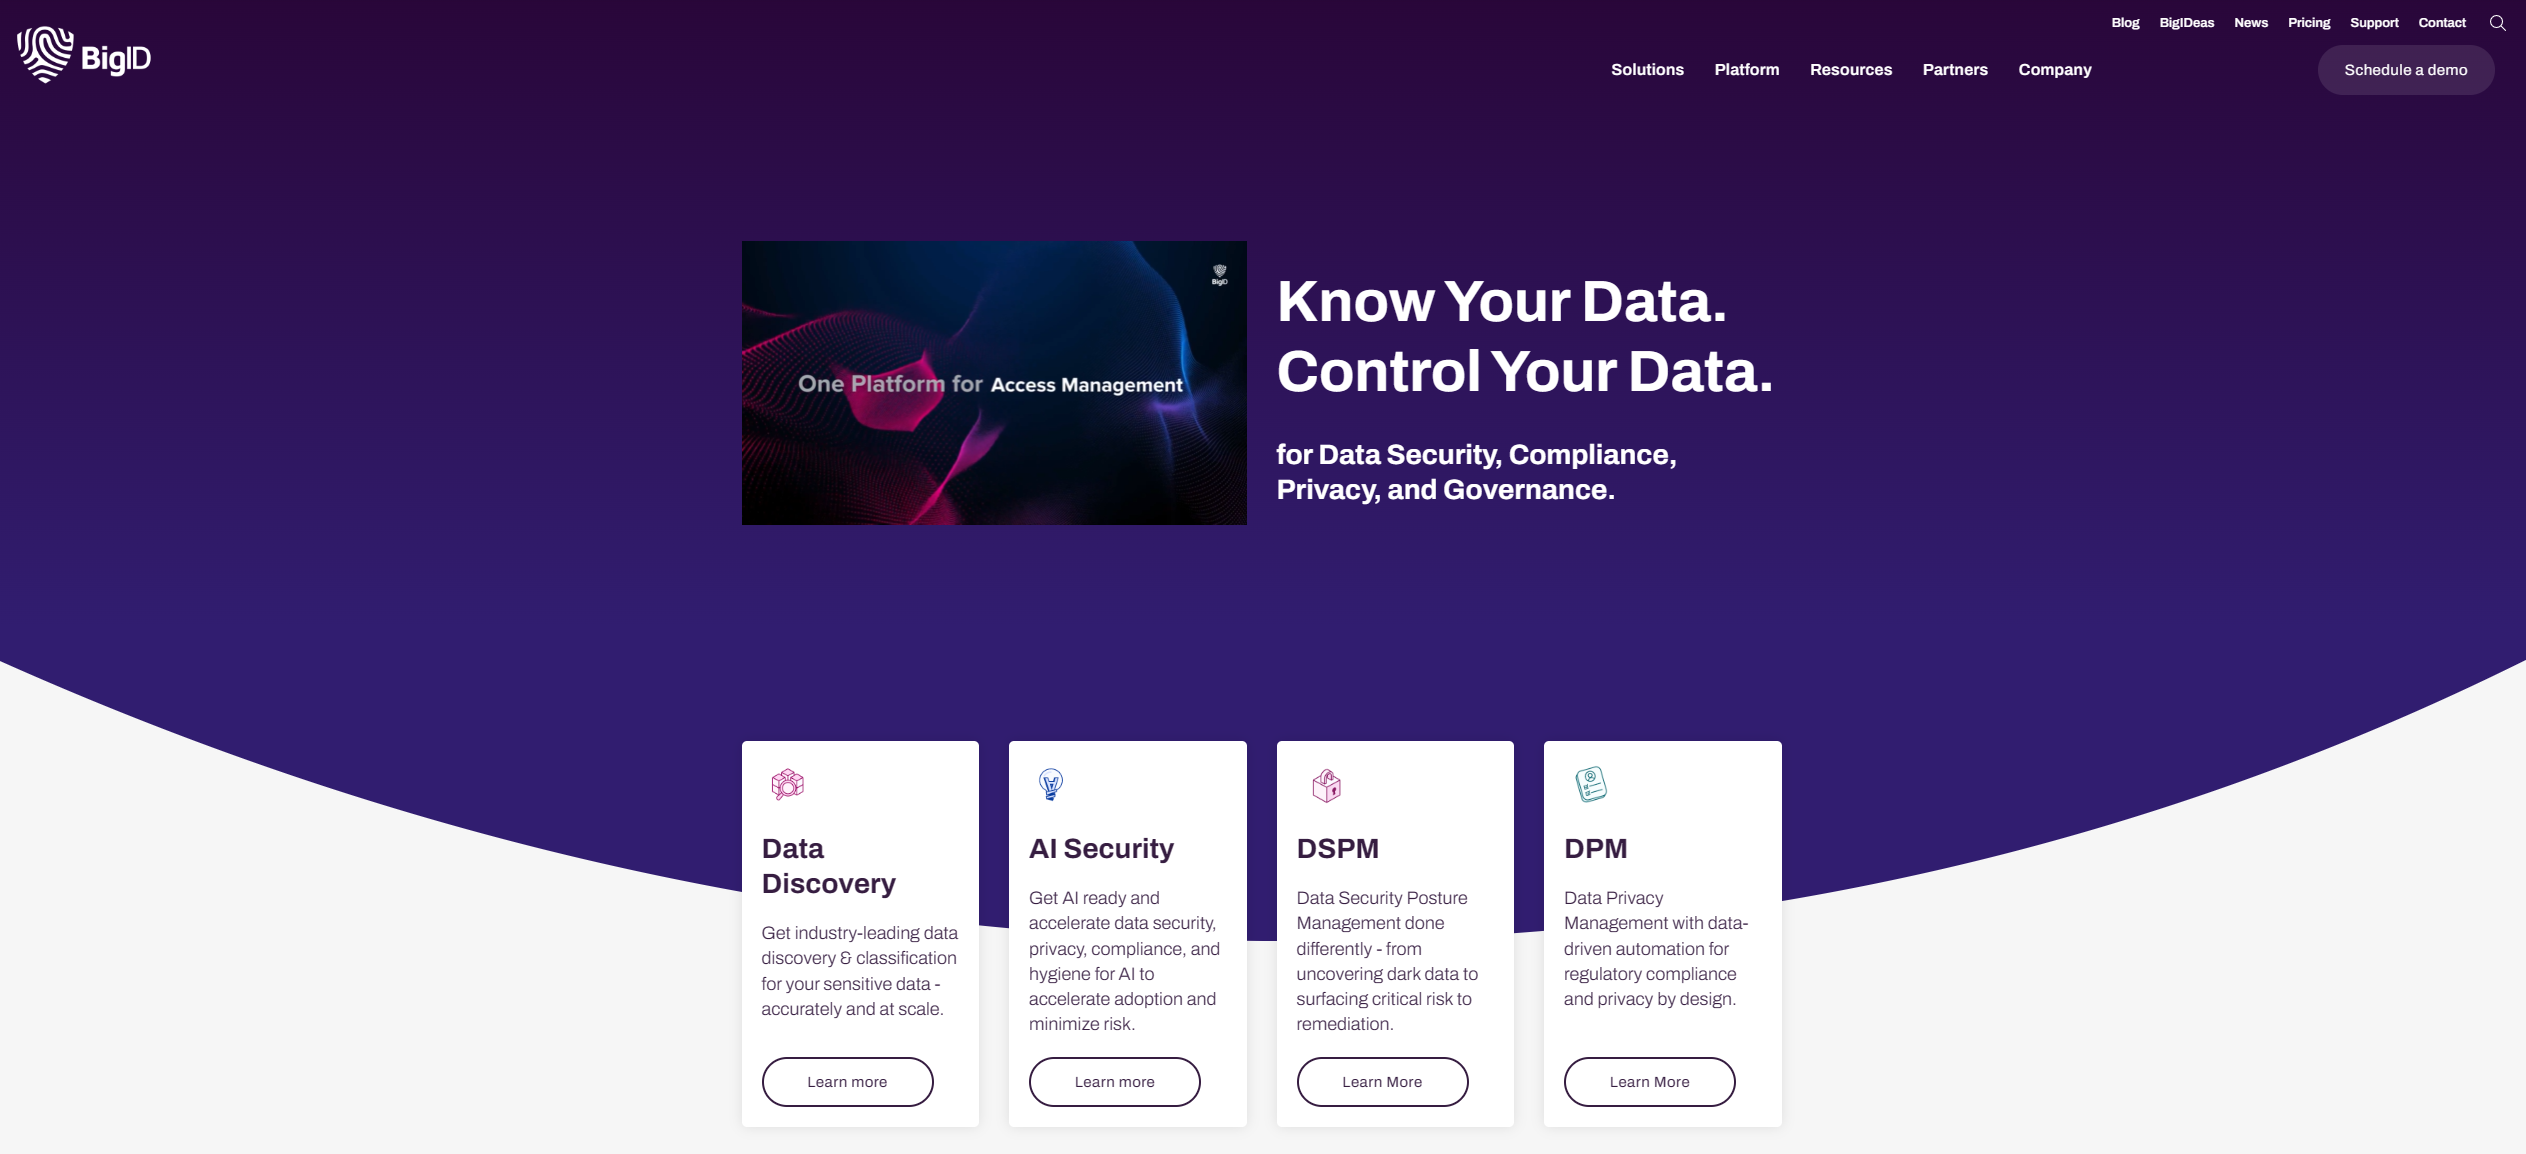 Blog BigIDeas News Pricing Support Contact
BigID
Solutions Platform Resources Partners Company
Schedule a demo
BigID
One Platform for Access Management
Know Your Data.
Control Your Data.
for Data Security, Compliance,
Privacy, and Governance.
Data
Discovery
Get industry-leading data
discovery & classification
for your sensitive data -
accurately and at scale.
Learn more
AI Security
Get AI ready and
accelerate data security,
privacy, compliance, and
hygiene for AI to
accelerate adoption and
minimize risk.
Learn more
DSPM
Data Security Posture
Management done
differently - from
uncovering dark data to
surfacing critical risk to
remediation.
Learn More
DPM
Data Privacy
Management with data-
driven automation for
regulatory compliance
and privacy by design.
Learn More